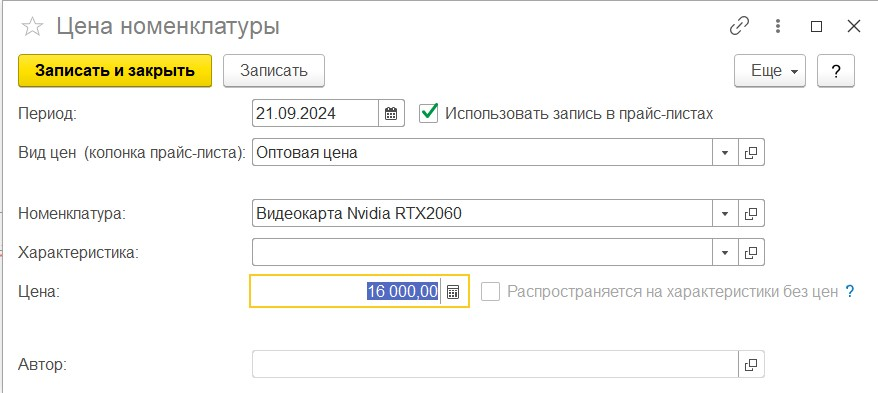 Цена номенклатуры
Записать и закрыть Записать Еще ?
Период: 21.09.2024 Использовать запись в прайс-листах
Вид цен (колонка прайс-листа): Оптовая цена
Номенклатура: Видеокарта Nvidia RTX2060
Характеристика:
Цена: 16 000,00 Распространяется на характеристики без цен ?
Автор: